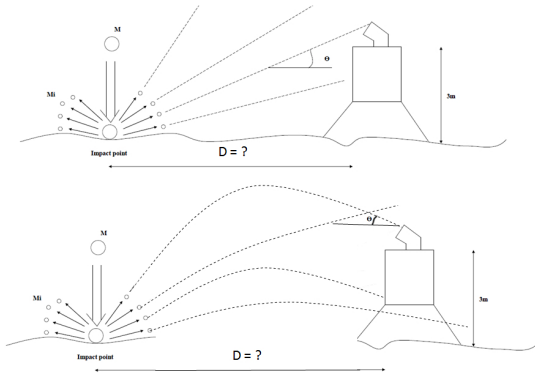 M
Θ
Mi
3m
Impact point
D = ?
M
Θ
Mi
3m
Impact point
D = ?